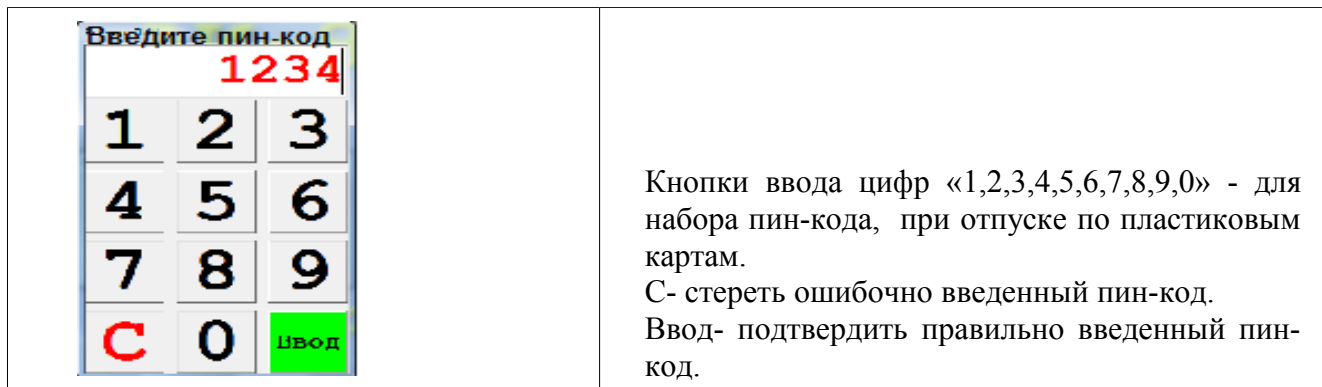 Введите пин-код
1234
1 2 3
4 5 6
7 8 9
C 0 Ввод
Кнопки ввода цифр «1,2,3,4,5,6,7,8,9,0» - для
набора пин-кода, при отпуске по пластиковым
картам.
С- стереть ошибочно введенный пин-код.
Ввод- подтвердить правильно введенный пин-
код.